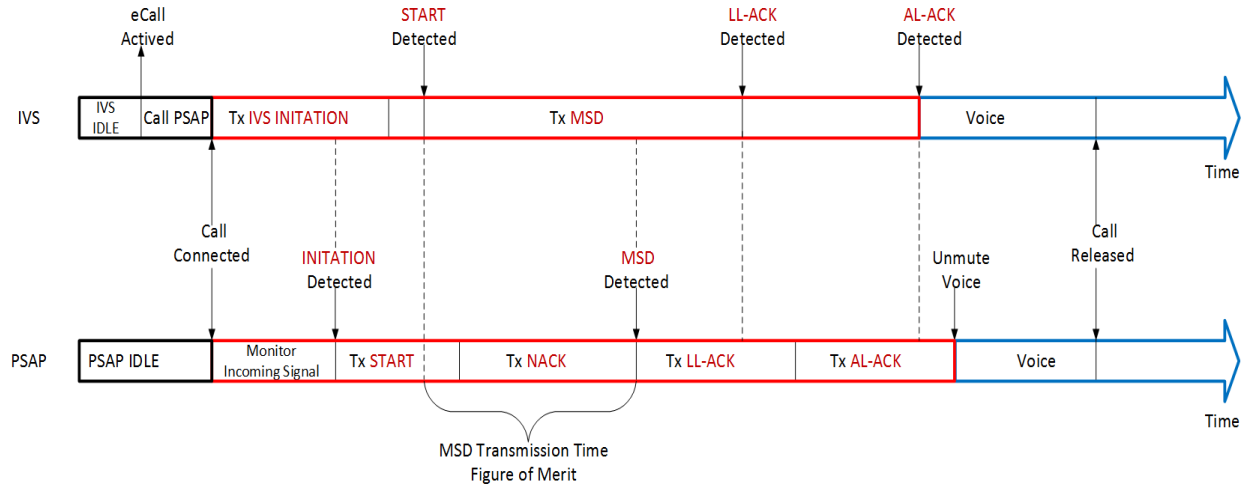 eCall
Actived
START
Detected
LL-ACK
Detected
AL-ACK
Detected
IVS
IVS
IDLE
Call PSAP
Tx IVS INITATION
Tx MSD
Voice
Time
Call
Connected
INITATION
Detected
MSD
Detected
Unmute
Voice
Call
Released
PSAP
PSAP IDLE
Monitor
Incoming Signal
Tx START
Tx NACK
Tx LL-ACK
Tx AL-ACK
Voice
Time
MSD Transmission Time
Figure of Merit